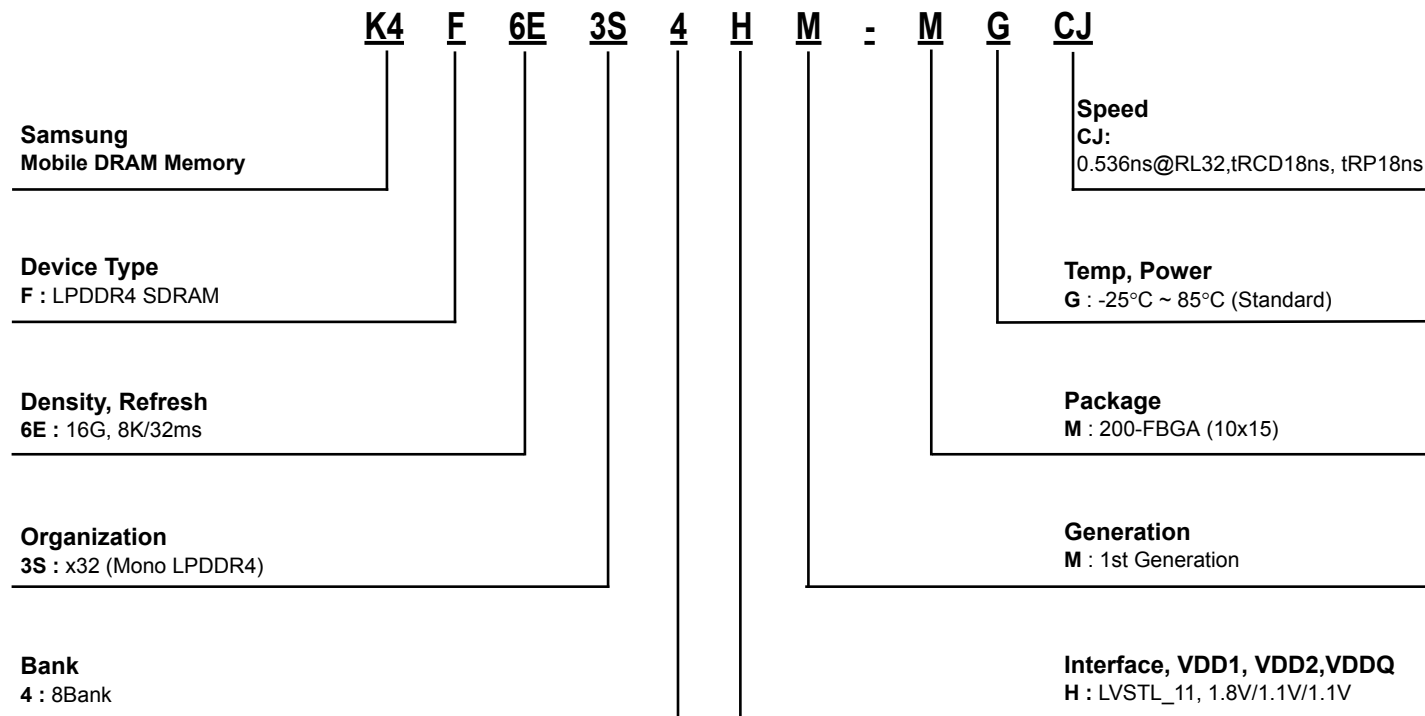 K4 F 6E 3S 4 H M - M G CJ
Samsung
Mobile DRAM Memory
Device Type
F : LPDDR4 SDRAM
Density, Refresh
6E : 16G, 8K/32ms
Organization
3S : x32 (Mono LPDDR4)
Bank
4 : 8Bank
Speed
CJ:
0.536ns@RL32,tRCD18ns, tRP18ns
Temp, Power
G : -25°C ~ 85°C (Standard)
Package
M : 200-FBGA (10x15)
Generation
M : 1st Generation
Interface, VDD1, VDD2,VDDQ
H : LVSTL_11, 1.8V/1.1V/1.1V